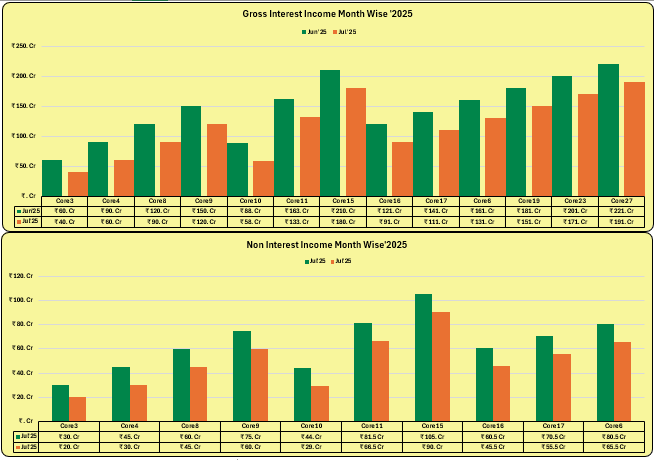 Gross Interest Income Month Wise '2025
Jun'25 Jul'25
₹ 250. Cr
₹ 200. Cr
₹ 150. Cr
₹ 100. Cr
₹ 50. Cr
₹ . Cr
Core3 Core4 Core8 Core9 Core10 Core11 Core15 Core16 Core17 Core6 Core19 Core23 Core27
Jun'25 ₹ 60. Cr ₹ 90. Cr ₹ 120. Cr ₹ 150. Cr ₹ 88. Cr ₹ 163. Cr ₹ 210. Cr ₹ 121. Cr ₹ 141. Cr ₹ 161. Cr ₹ 181. Cr ₹ 201. Cr ₹ 221. Cr
Jul'25 ₹ 40. Cr ₹ 60. Cr ₹ 90. Cr ₹ 120. Cr ₹ 58. Cr ₹ 133. Cr ₹ 180. Cr ₹ 91. Cr ₹ 111. Cr ₹ 131. Cr ₹ 151. Cr ₹ 171. Cr ₹ 191. Cr
Non Interest Income Month Wise'2025
Jul'25 Jul'25
₹ 120. Cr
₹ 100. Cr
₹ 80. Cr
₹ 60. Cr
₹ 40. Cr
₹ 20. Cr
₹ . Cr
Core3 Core4 Core8 Core9 Core10 Core11 Core15 Core16 Core17 Core6
Jul'25 ₹ 30. Cr ₹ 45. Cr ₹ 60. Cr ₹ 75. Cr ₹ 44. Cr ₹ 81.5 Cr ₹ 105. Cr ₹ 60.5 Cr ₹ 70.5 Cr ₹ 80.5 Cr
Jul'25 ₹ 20. Cr ₹ 30. Cr ₹ 45. Cr ₹ 60. Cr ₹ 29. Cr ₹ 66.5 Cr ₹ 90. Cr ₹ 45.5 Cr ₹ 55.5 Cr ₹ 65.5 Cr